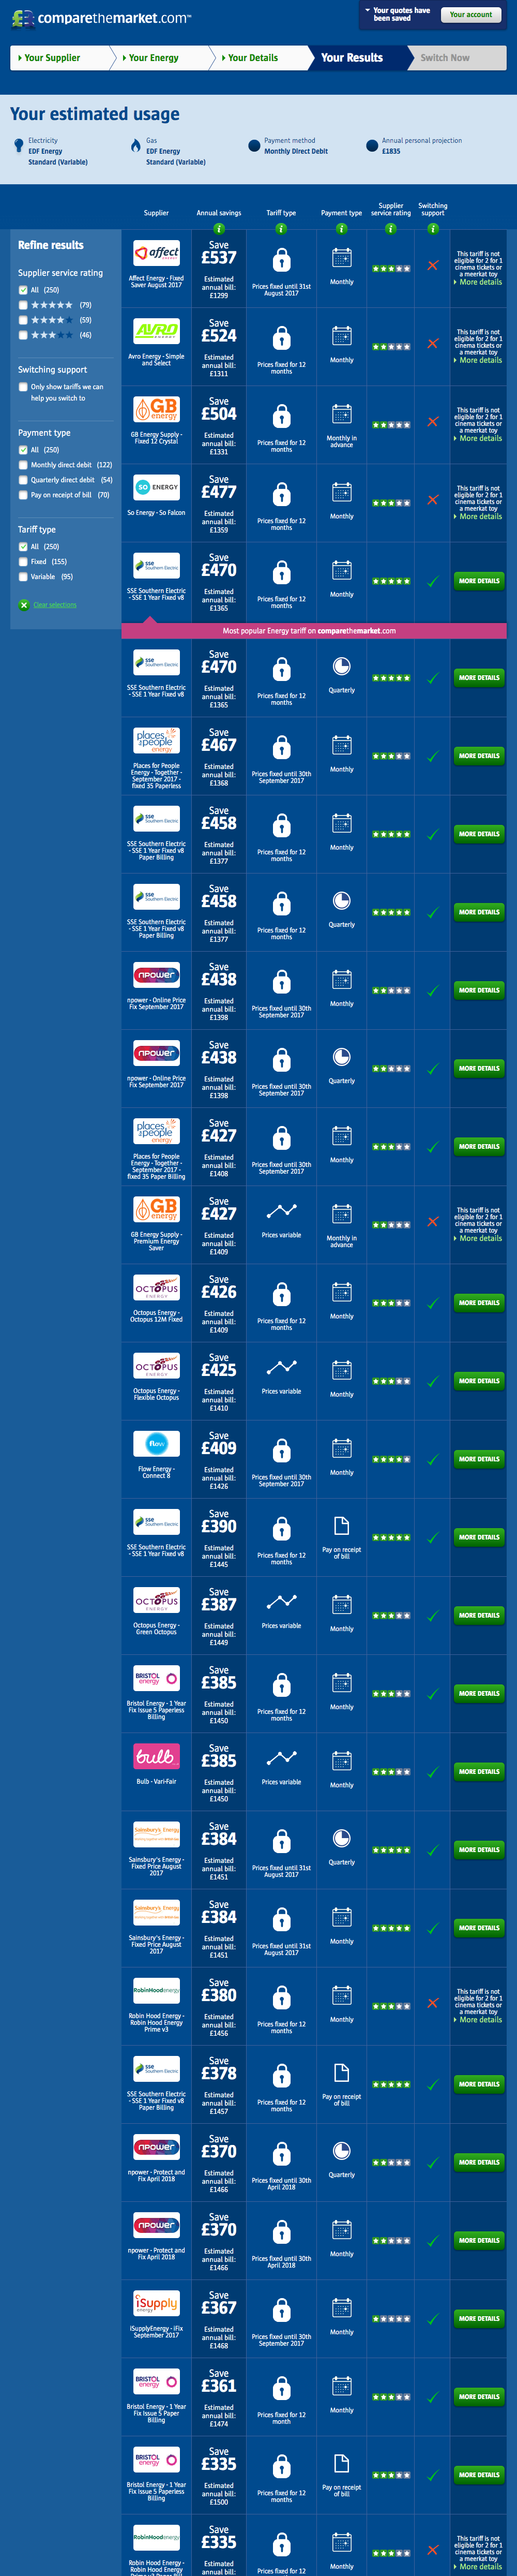 comparethemarket.com™
Your quotes have
been saved
Your account
Your Supplier
Your Energy
Your Details
Your Results
Switch Now
Your estimated usage
Electricity
EDF Energy
Standard (Variable)
Gas
EDF Energy
Standard (Variable)
Payment method
Monthly Direct Debit
Annual personal projection
£1835
Supplier
Annual savings
Tariff type
Payment type
Supplier
service rating
Switching
support
Refine results
Supplier service rating
All (250)
(79)
(59)
(46)
Switching support
Only show tariffs we can
help you switch to
Payment type
All (250)
Monthly direct debit (122)
Quarterly direct debit (54)
Pay on receipt of bill (70)
Tariff type
All (250)
Fixed (155)
Variable (95)
Clear selections
affect
energy
Affect Energy - Fixed
Saver August 2017
Save
£537
Estimated
annual bill:
£1299
Prices fixed until 31st
August 2017
Monthly
This tariff is not
eligible for 2 for 1
cinema tickets or
a meerkat toy
More details
AVRO
ENERGY
Avro Energy - Simple
and Select
Save
£524
Estimated
annual bill:
£1311
Prices fixed for 12
months
Monthly
This tariff is not
eligible for 2 for 1
cinema tickets or
a meerkat toy
More details
GB
energy
GB Energy Supply -
Fixed 12 Crystal
Save
£504
Estimated
annual bill:
£1331
Prices fixed for 12
months
Monthly in
advance
This tariff is not
eligible for 2 for 1
cinema tickets or
a meerkat toy
More details
SO ENERGY
So Energy - So Falcon
Save
£477
Estimated
annual bill:
£1359
Prices fixed for 12
months
Monthly
This tariff is not
eligible for 2 for 1
cinema tickets or
a meerkat toy
More details
sse
Southern Electric
SSE Southern Electric
- SSE 1 Year Fixed v8
Save
£470
Estimated
annual bill:
£1365
Prices fixed for 12
months
Monthly
MORE DETAILS
Most popular Energy tariff on comparethemarket.com
sse
Southern Electric
SSE Southern Electric
- SSE 1 Year Fixed v8
Save
£470
Estimated
annual bill:
£1365
Prices fixed for 12
months
Quarterly
MORE DETAILS
places
people
energy
Places for People
Energy - Together -
September 2017 -
fixed 35 Paperless
Save
£467
Estimated
annual bill:
£1368
Prices fixed until 30th
September 2017
Monthly
MORE DETAILS
sse
Southern Electric
SSE Southern Electric
- SSE 1 Year Fixed v8
Paper Billing
Save
£458
Estimated
annual bill:
£1377
Prices fixed for 12
months
Monthly
MORE DETAILS
sse
Southern Electric
SSE Southern Electric
- SSE 1 Year Fixed v8
Paper Billing
Save
£458
Estimated
annual bill:
£1377
Prices fixed for 12
months
Quarterly
MORE DETAILS
npower
npower - Online Price
Fix September 2017
Save
£438
Estimated
annual bill:
£1398
Prices fixed until 30th
September 2017
Monthly
MORE DETAILS
npower
npower - Online Price
Fix September 2017
Save
£438
Estimated
annual bill:
£1398
Prices fixed until 30th
September 2017
Quarterly
MORE DETAILS
places
people
energy
Places for People
Energy - Together -
September 2017 -
fixed 35 Paper Billing
Save
£427
Estimated
annual bill:
£1408
Prices fixed until 30th
September 2017
Monthly
MORE DETAILS
GB
energy
GB Energy Supply -
Premium Energy
Saver
Save
£427
Estimated
annual bill:
£1409
Prices variable
Monthly in
advance
This tariff is not
eligible for 2 for 1
cinema tickets or
a meerkat toy
More details
OCTOPUS
ENERGY
Octopus Energy -
Octopus 12M Fixed
Save
£426
Estimated
annual bill:
£1409
Prices fixed for 12
months
Monthly
MORE DETAILS
OCTOPUS
ENERGY
Octopus Energy -
Flexible Octopus
Save
£425
Estimated
annual bill:
£1410
Prices variable
Monthly
MORE DETAILS
flow
Flow Energy -
Connect 8
Save
£409
Estimated
annual bill:
£1426
Prices fixed until 30th
September 2017
Monthly
MORE DETAILS
sse
Southern Electric
SSE Southern Electric
- SSE 1 Year Fixed v8
Save
£390
Estimated
annual bill:
£1445
Prices fixed for 12
months
Pay on receipt
of bill
MORE DETAILS
OCTOPUS
ENERGY
Octopus Energy -
Green Octopus
Save
£387
Estimated
annual bill:
£1449
Prices variable
Monthly
MORE DETAILS
BRISTOL
energy
Bristol Energy - 1 Year
Fix Issue 5 Paperless
Billing
Save
£385
Estimated
annual bill:
£1450
Prices fixed for 12
months
Monthly
MORE DETAILS
bulb
Bulb - Vari-Fair
Save
£385
Estimated
annual bill:
£1450
Prices variable
Monthly
MORE DETAILS
Sainsbury's Energy
Sainsbury's Energy -
Fixed Price August
2017
Save
£384
Estimated
annual bill:
£1451
Prices fixed until 31st
August 2017
Quarterly
MORE DETAILS
Sainsbury's Energy
Sainsbury's Energy -
Fixed Price August
2017
Save
£384
Estimated
annual bill:
£1451
Prices fixed until 31st
August 2017
Monthly
MORE DETAILS
RobinHoodenergy
Robin Hood Energy -
Robin Hood Energy
Prime v3
Save
£380
Estimated
annual bill:
£1456
Prices fixed for 12
months
Monthly
This tariff is not
eligible for 2 for 1
cinema tickets or
a meerkat toy
More details
sse
Southern Electric
SSE Southern Electric
- SSE 1 Year Fixed v8
Paper Billing
Save
£378
Estimated
annual bill:
£1457
Prices fixed for 12
months
Pay on receipt
of bill
MORE DETAILS
npower
npower - Protect and
Fix April 2018
Save
£370
Estimated
annual bill:
£1466
Prices fixed until 30th
April 2018
Quarterly
MORE DETAILS
npower
npower - Protect and
Fix April 2018
Save
£370
Estimated
annual bill:
£1466
Prices fixed until 30th
April 2018
Monthly
MORE DETAILS
iSupply
energy
iSupplyEnergy - iFix
September 2017
Save
£367
Estimated
annual bill:
£1468
Prices fixed until 30th
September 2017
Monthly
MORE DETAILS
BRISTOL
energy
Bristol Energy - 1 Year
Fix Issue 5 Paper
Billing
Save
£361
Estimated
annual bill:
£1474
Prices fixed for 12
month
Monthly
MORE DETAILS
BRISTOL
energy
Bristol Energy - 1 Year
Fix Issue 5 Paperless
Billing
Save
£335
Estimated
annual bill:
£1500
Prices fixed for 12
months
Pay on receipt
of bill
MORE DETAILS
RobinHoodenergy
Robin Hood Energy -
Robin Hood Energy
Save
£335
Estimated
annual bill:
Prices fixed for 12
Monthly
This tariff is not
eligible for 2 for 1
cinema tickets or
a meerkat toy
More details